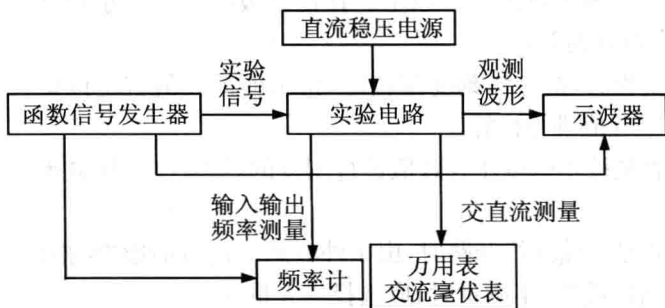 直流稳压电源
实验
信号
观测
波形
函数信号发生器
实验电路
示波器
输入输出
频率测量
交直流测量
频率计
万用表
交流毫伏表